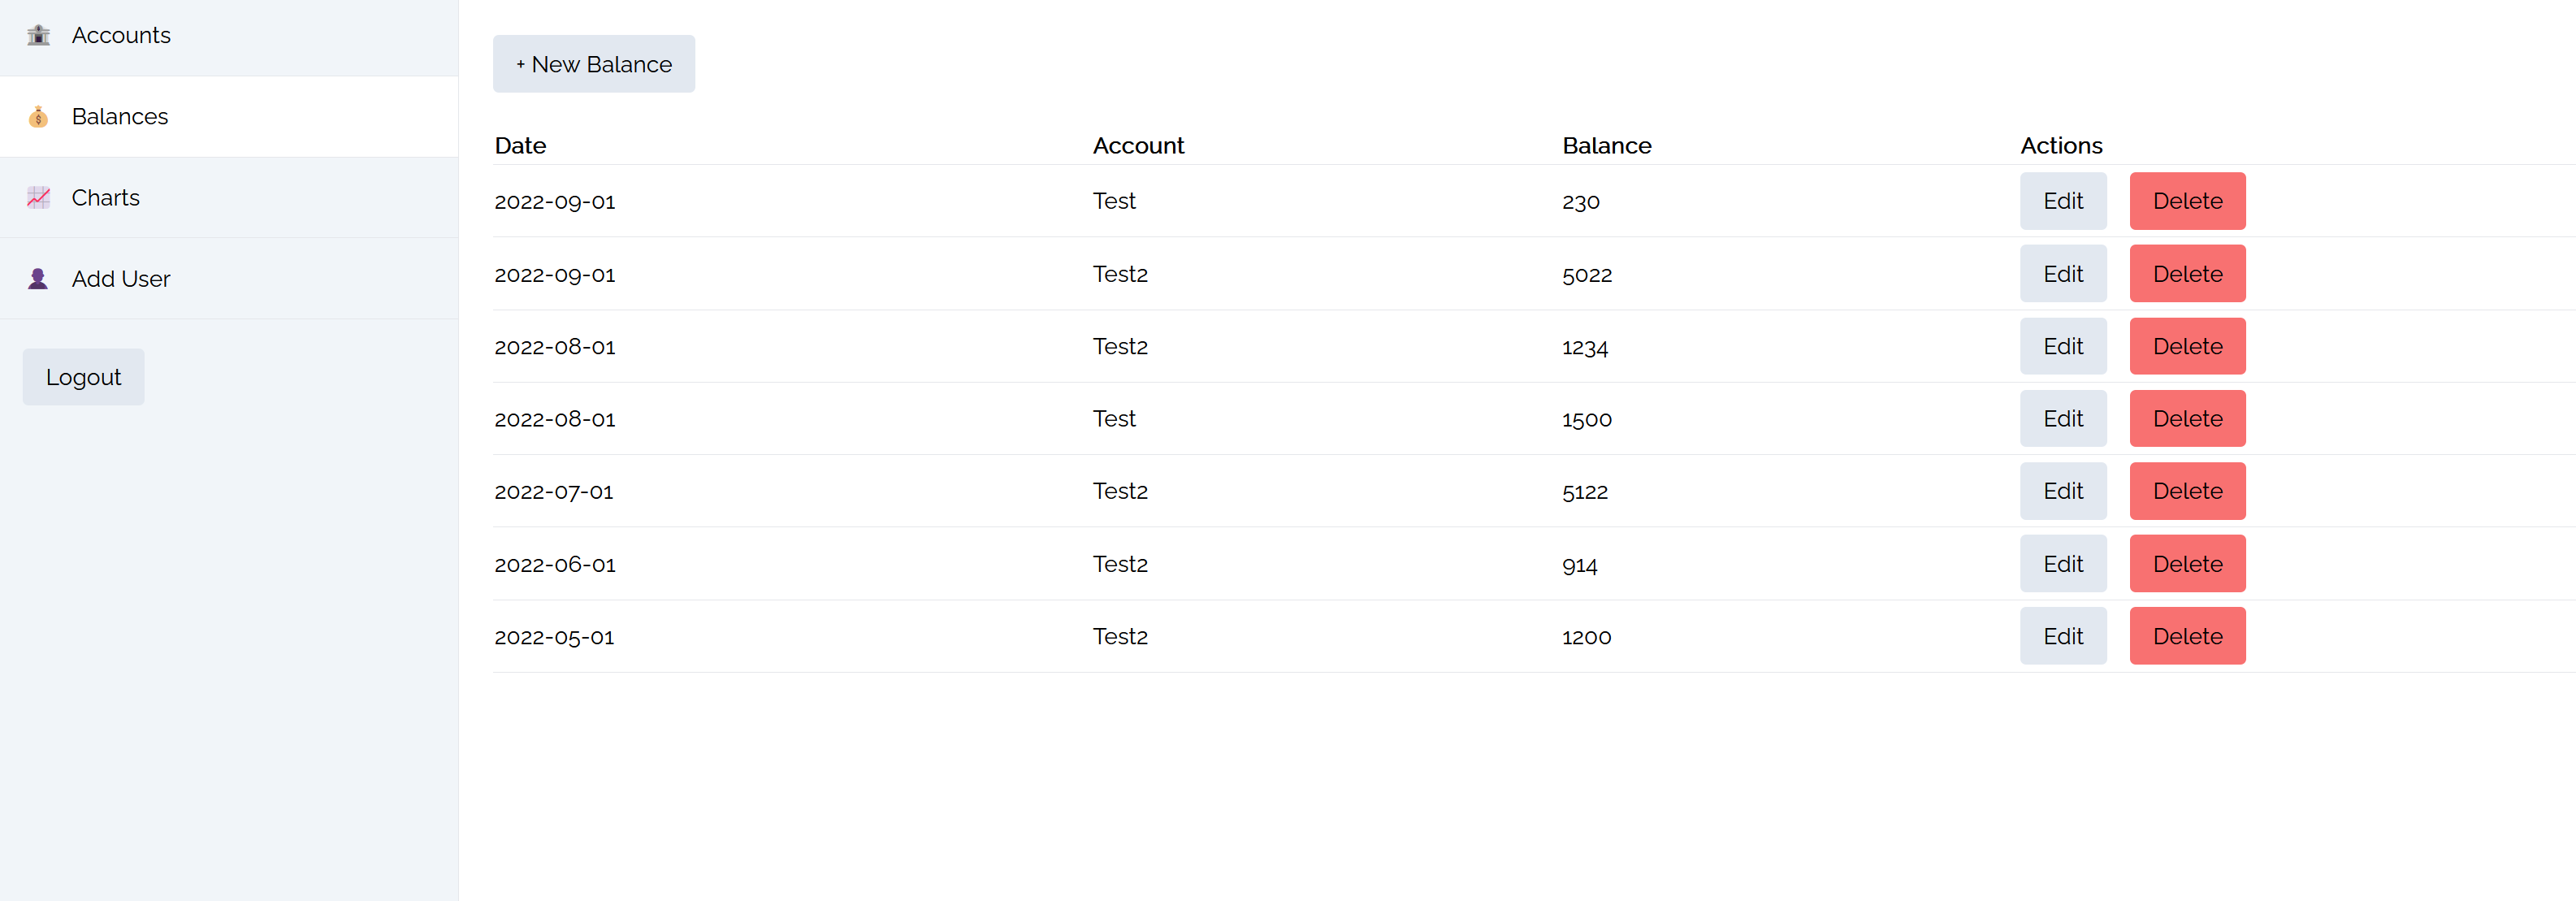 Accounts
Balances
Charts
Add User
Logout
+ New Balance
Date Account Balance Actions
2022-09-01 Test 230 Edit Delete
2022-09-01 Test2 5022 Edit Delete
2022-08-01 Test2 1234 Edit Delete
2022-08-01 Test 1500 Edit Delete
2022-07-01 Test2 5122 Edit Delete
2022-06-01 Test2 914 Edit Delete
2022-05-01 Test2 1200 Edit Delete